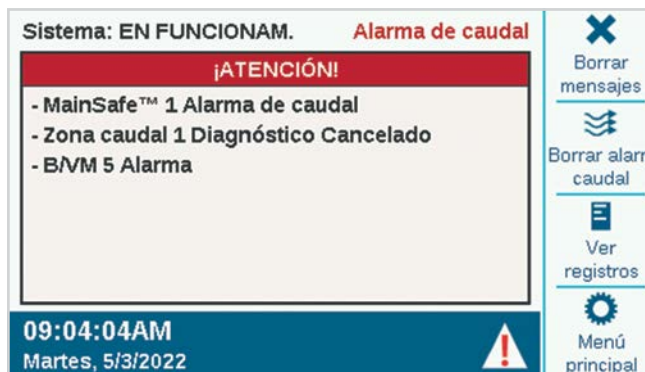 Sistema: EN FUNCIONAM.
Alarma de caudal
¡ATENCIÓN!
- MainSafe™ 1 Alarma de caudal
- Zona caudal 1 Diagnóstico Cancelado
- B/VM 5 Alarma
09:04:04AM
Martes, 5/3/2022
Borrar
mensajes
Borrar alarr
caudal
Ver
registros
Menú
principal